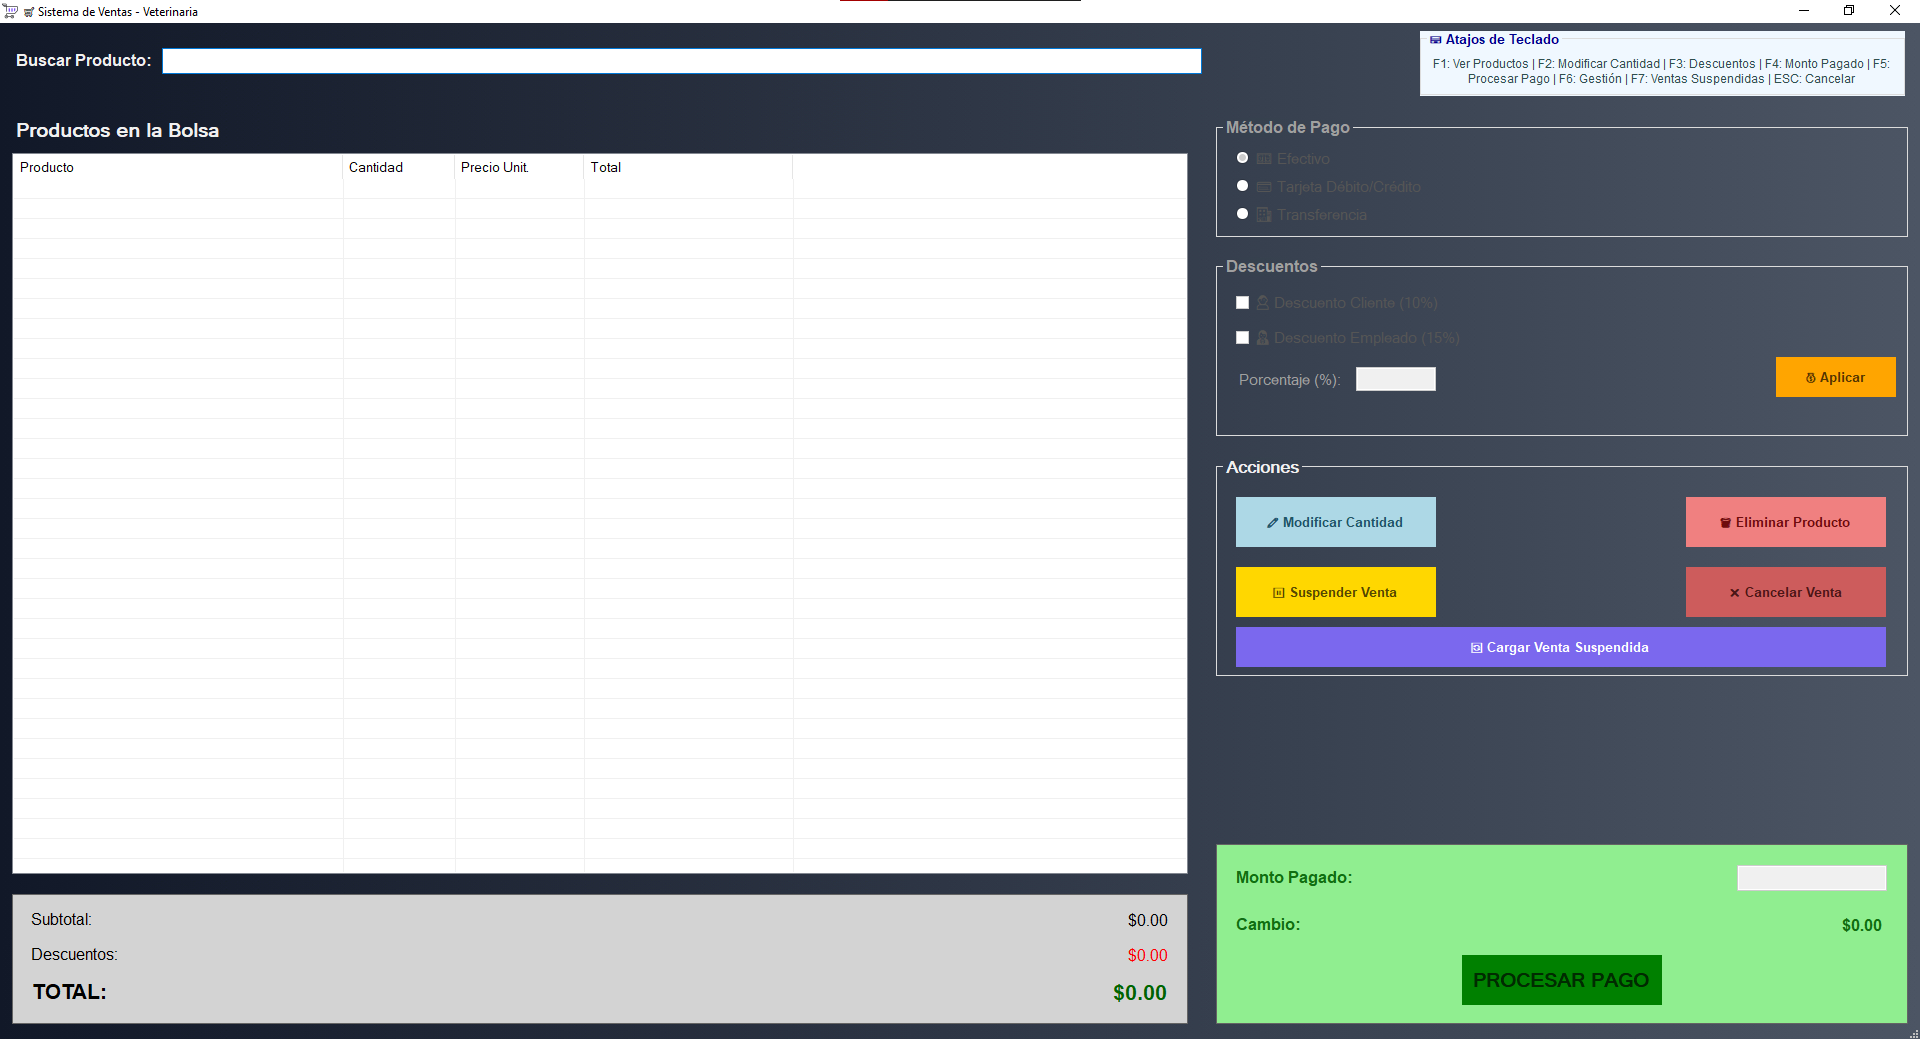 Sistema de Ventas - Veterinaria
Buscar Producto:
Atajos de Teclado
F1: Ver Productos | F2: Modificar Cantidad | F3: Descuentos | F4: Monto Pagado | F5:
Procesar Pago | F6: Gestión | F7: Ventas Suspendidas | ESC: Cancelar
Productos en la Bolsa
Producto Cantidad Precio Unit. Total
Método de Pago
Efectivo
Tarjeta Débito/Crédito
Transferencia
Descuentos
Descuento Cliente (10%)
Descuento Empleado (15%)
Porcentaje (%):
Aplicar
Acciones
Modificar Cantidad
Eliminar Producto
Suspender Venta
Cancelar Venta
Cargar Venta Suspendida
Subtotal: $0.00
Descuentos: $0.00
TOTAL: $0.00
Monto Pagado:
Cambio: $0.00
PROCESAR PAGO